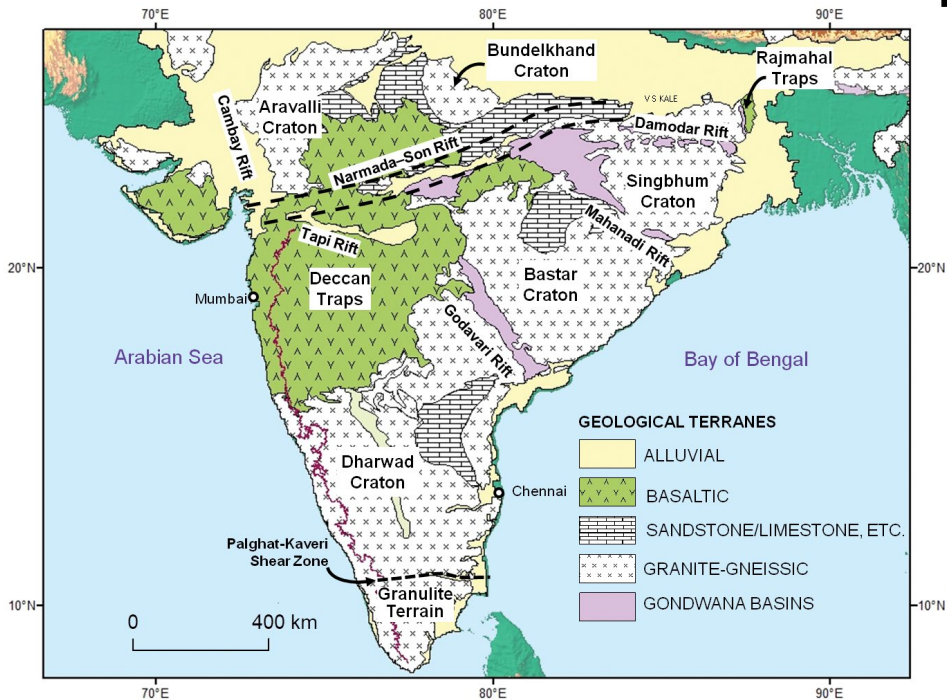 70°E
80°E
90°E
Bundelkhand
Craton
Rajmahal
Traps
V S KALE
Cambay Rift
Aravalli
Craton
Damodar Rift
Narmada–Son Rift
Singbhum
Craton
Mahanadi Rift
Tapi Rift
20°N
20°N
Deccan
Traps
Bastar
Craton
Mumbai
Godavari Rift
Arabian Sea
Bay of Bengal
GEOLOGICAL TERRANES
ALLUVIAL
BASALTIC
SANDSTONE/LIMESTONE, ETC.
GRANITE-GNEISSIC
GONDWANA BASINS
Dharwad
Craton
Chennai
Palghat-Kaveri
Shear Zone
Granulite
Terrain
10°N
10°N
0
400 km
70°E
80°E
90°E